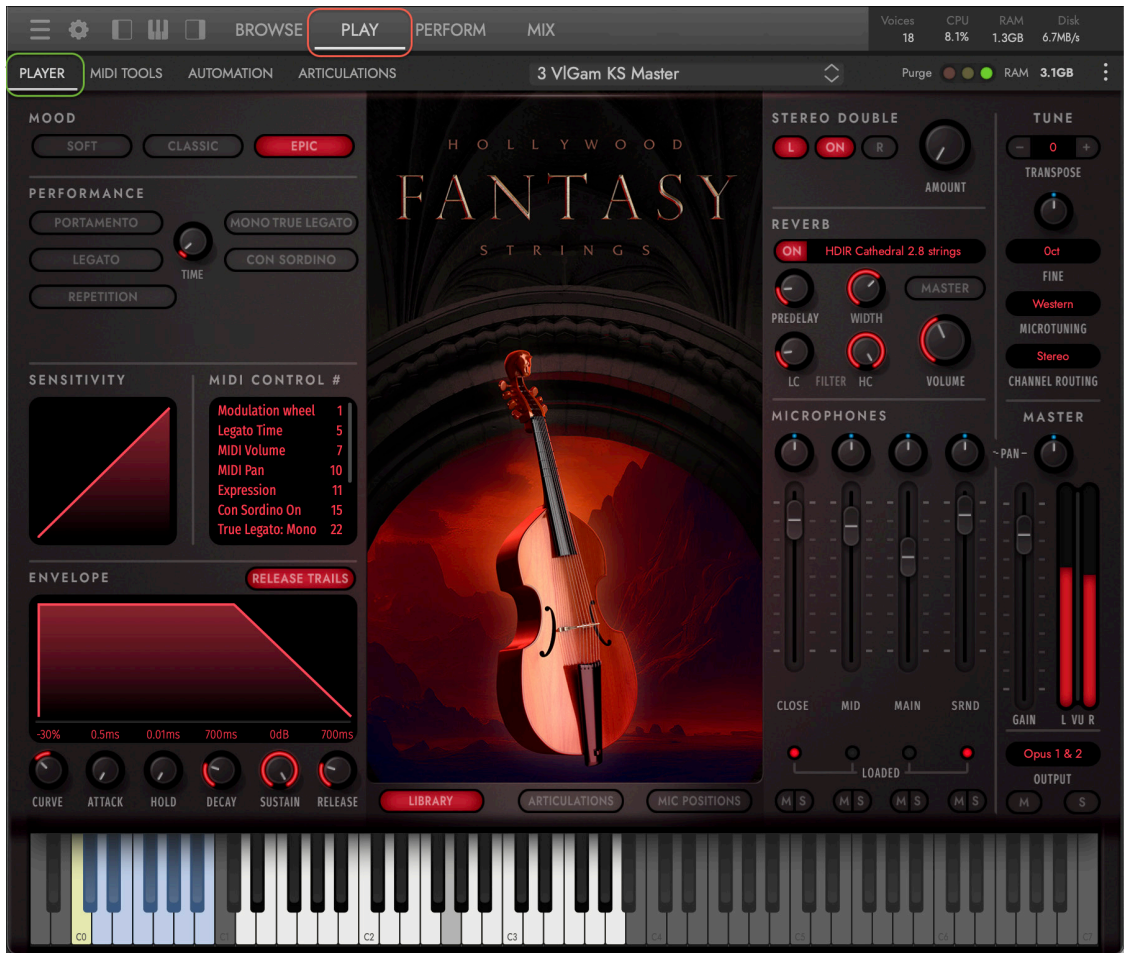 BROWSE PLAY PERFORM MIX
Voices CPU RAM Disk
18 8.1% 1.3GB 6.7MB/s
PLAYER MIDI TOOLS AUTOMATION ARTICULATIONS
3 VlGam KS Master
Purge RAM 3.1GB
MOOD
SOFT CLASSIC EPIC
PERFORMANCE
PORTAMENTO MONO TRUE LEGATO
LEGATO CON SORDINO
TIME
REPETITION
SENSITIVITY
MIDI CONTROL #
Modulation wheel 1
Legato Time 5
MIDI Volume 7
MIDI Pan 10
Expression 11
Con Sordino On 15
True Legato: Mono 22
ENVELOPE RELEASE TRAILS
-30% 0.5ms 0.01ms 700ms 0dB 700ms
CURVE ATTACK HOLD DECAY SUSTAIN RELEASE
HOLLYWOOD
FANTASY
STRINGS
LIBRARY ARTICULATIONS MIC POSITIONS
STEREO DOUBLE
L ON R
AMOUNT
REVERB
ON HDIR Cathedral 2.8 strings
MASTER
PREDELAY WIDTH
LC FILTER HC VOLUME
MICROPHONES
CLOSE MID MAIN SRND
LOADED
M S M S M S M S
TUNE
- 0 +
TRANSPOSE
0ct
FINE
Western
MICROTUNING
Stereo
CHANNEL ROUTING
MASTER
~PAN-
GAIN L VU R
Opus 1 & 2
OUTPUT
M S
C0 C1 C2 C3 C4 C5 C6 C7